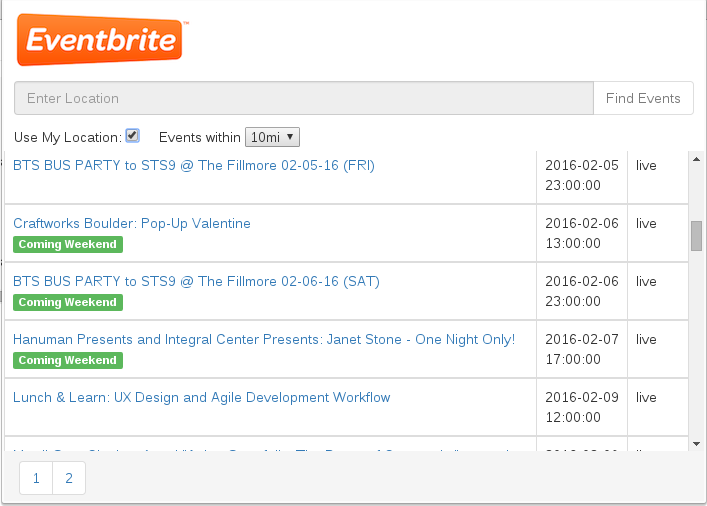 Eventbrite™
Enter Location
Find Events
Use My Location:
Events within 10mi
BTS BUS PARTY to STS9 @ The Fillmore 02-05-16 (FRI)
2016-02-05
23:00:00
live
Craftworks Boulder: Pop-Up Valentine
Coming Weekend
2016-02-06
13:00:00
live
BTS BUS PARTY to STS9 @ The Fillmore 02-06-16 (SAT)
Coming Weekend
2016-02-06
23:00:00
live
Hanuman Presents and Integral Center Presents: Janet Stone - One Night Only!
Coming Weekend
2016-02-07
17:00:00
live
Lunch & Learn: UX Design and Agile Development Workflow
2016-02-09
12:00:00
live
1
2